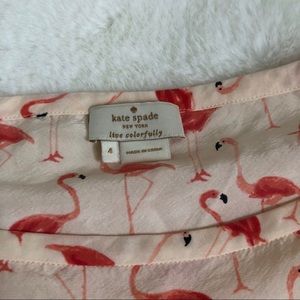 kate spade
NEW YORK
live colorfully
4
MADE IN CHINA